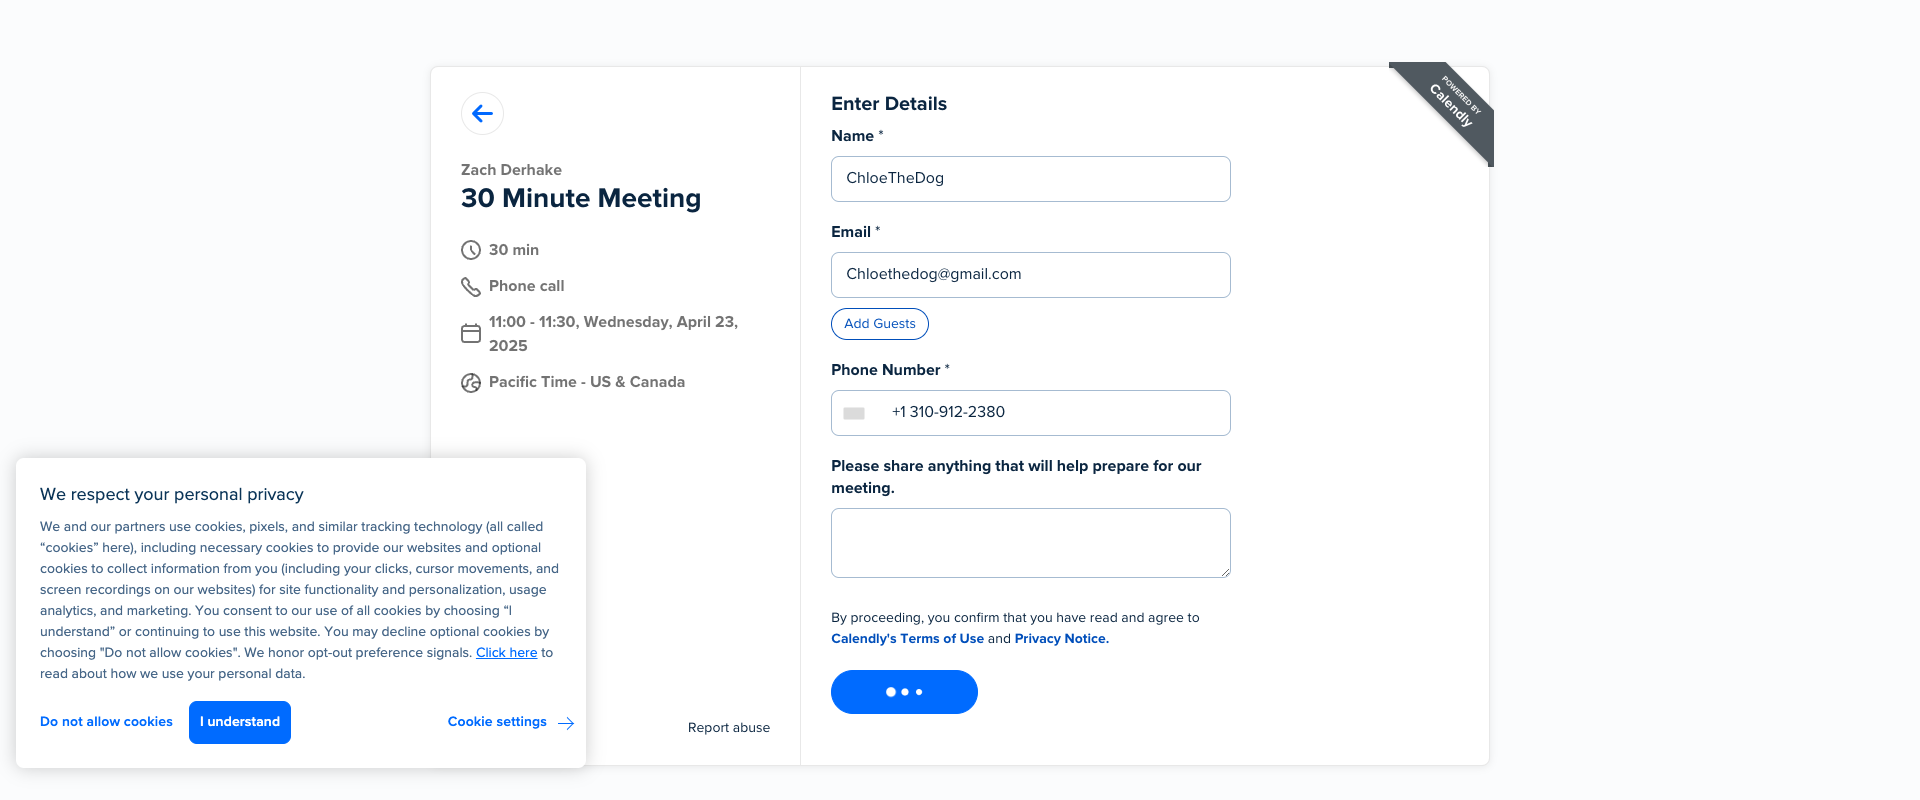 Zach Derhake
30 Minute Meeting
30 min
Phone call
11:00 - 11:30, Wednesday, April 23,
2025
Pacific Time - US & Canada
Report abuse
Enter Details
Name *
ChloeTheDog
Email *
Chloethedog@gmail.com
Add Guests
Phone Number *
+1 310-912-2380
Please share anything that will help prepare for our
meeting.
By proceeding, you confirm that you have read and agree to
Calendly's Terms of Use and Privacy Notice.
POWERED BY
Calendly
We respect your personal privacy
We and our partners use cookies, pixels, and similar tracking technology (all called
“cookies” here), including necessary cookies to provide our websites and optional
cookies to collect information from you (including your clicks, cursor movements, and
screen recordings on our websites) for site functionality and personalization, usage
analytics, and marketing. You consent to our use of all cookies by choosing “I
understand” or continuing to use this website. You may decline optional cookies by
choosing "Do not allow cookies". We honor opt-out preference signals. Click here to
read about how we use your personal data.
Do not allow cookies
I understand
Cookie settings